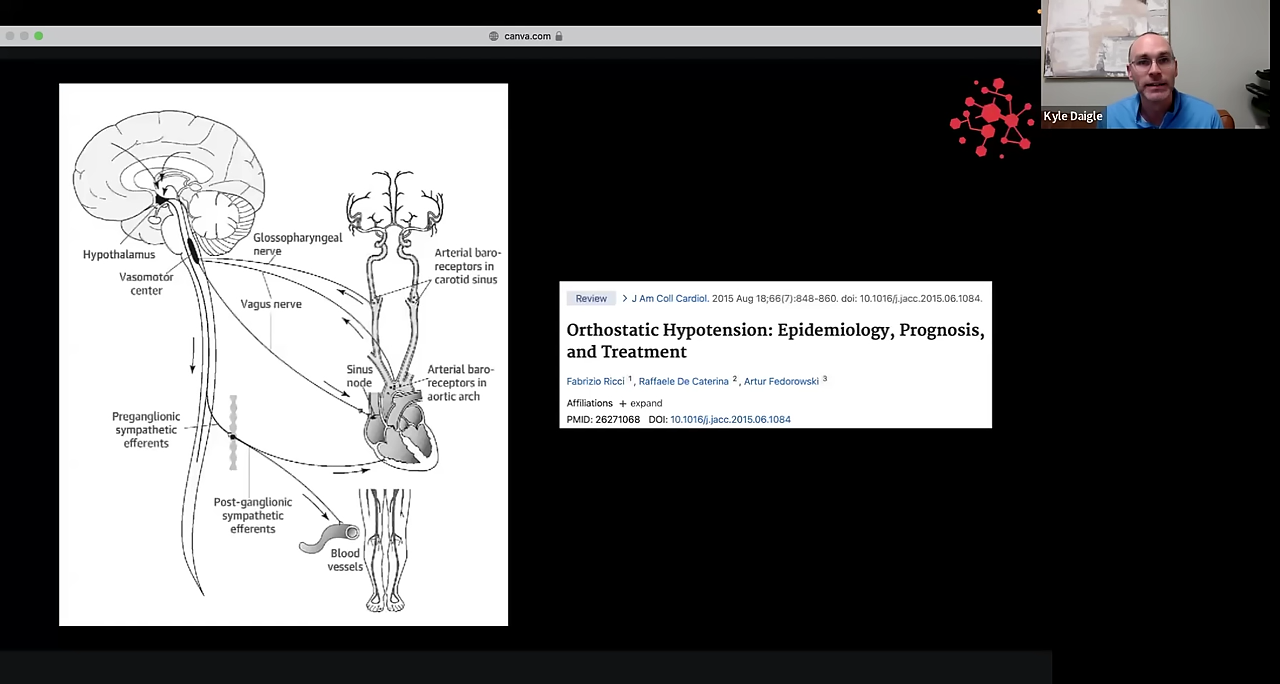 canva.com
Kyle Daigle
Hypothalamus
Vasomotor
center
Glossopharyngeal
nerve
Vagus nerve
Arterial baro-
receptors in
carotid sinus
Sinus
node
Arterial baro-
receptors in
aortic arch
Preganglionic
sympathetic
efferents
Post-ganglionic
sympathetic
efferents
Blood
vessels
Review > J Am Coll Cardiol. 2015 Aug 18;66(7):848-860. doi: 10.1016/j.jacc.2015.06.1084.
Orthostatic Hypotension: Epidemiology, Prognosis,
and Treatment
Fabrizio Ricci 1, Raffaele De Caterina 2, Artur Fedorowski 3
Affiliations + expand
PMID: 26271068 DOI: 10.1016/j.jacc.2015.06.1084